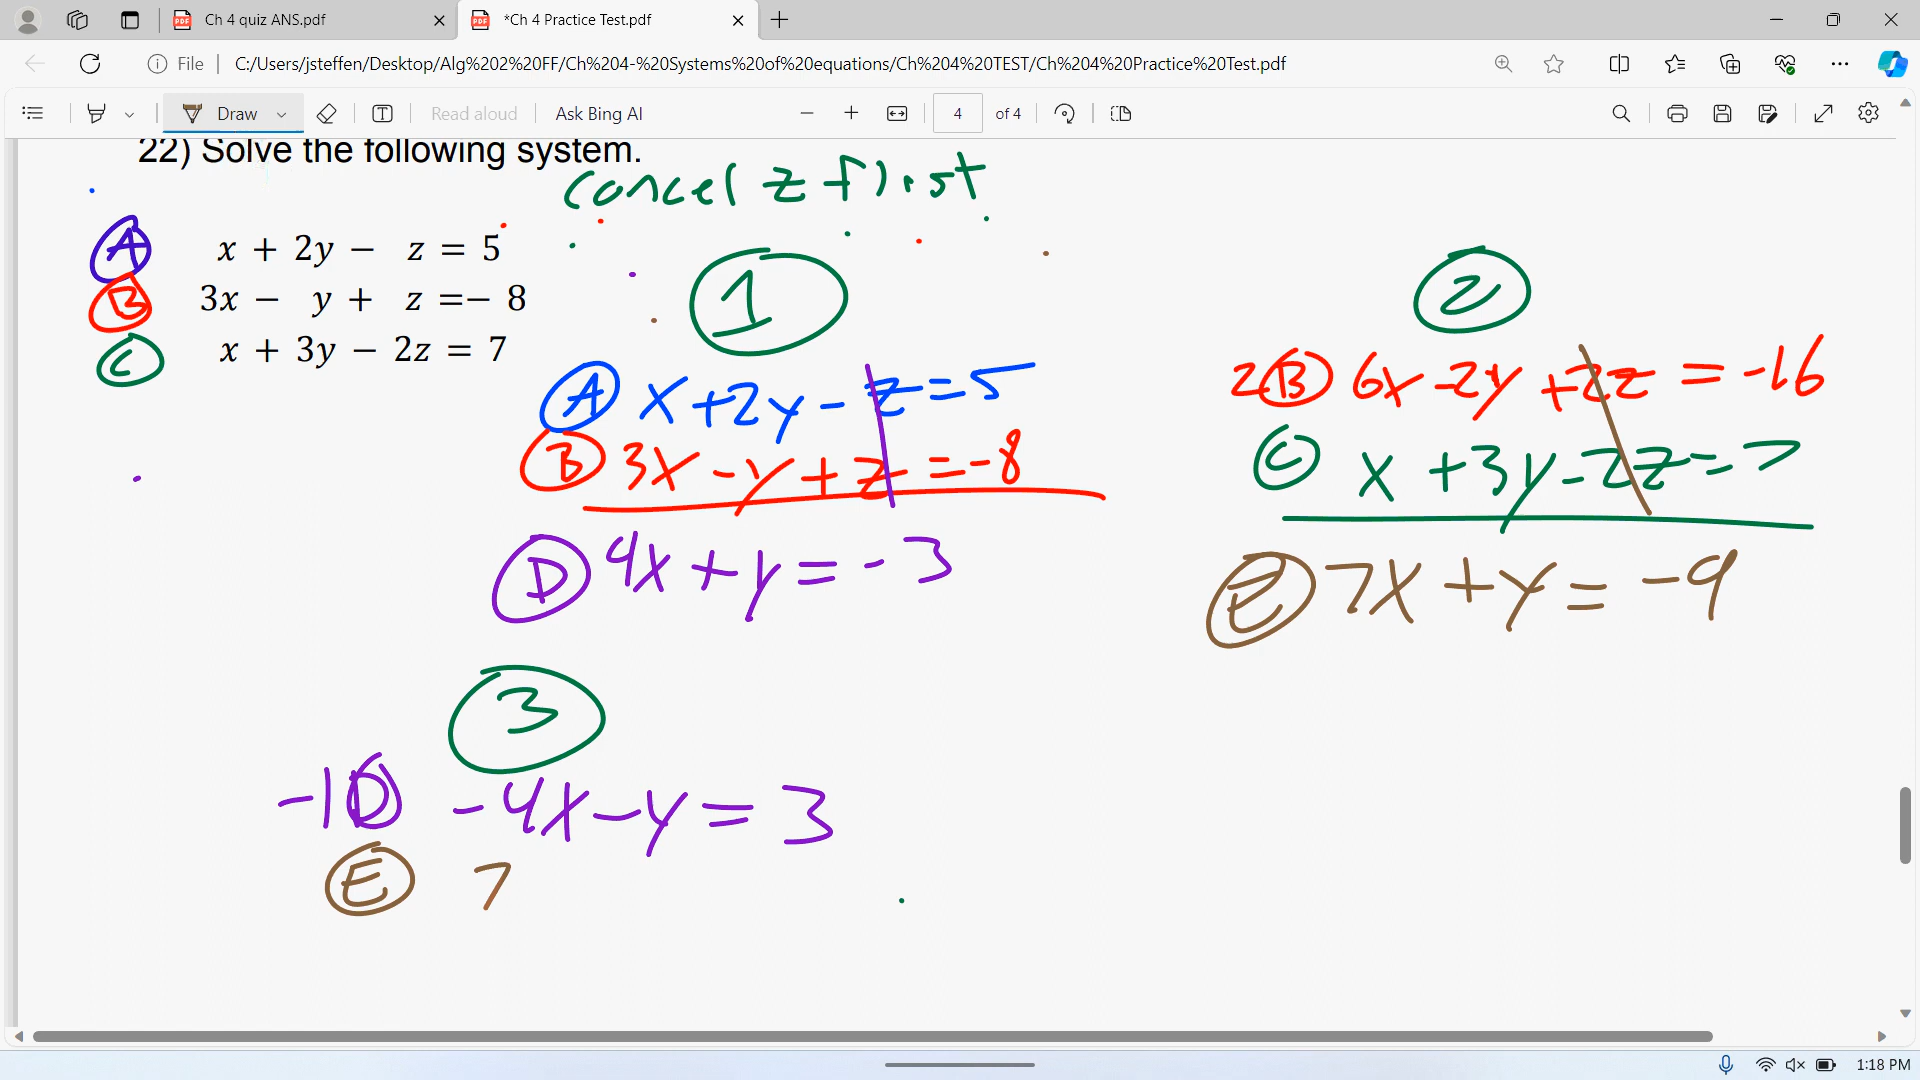 Ch 4 quiz ANS.pdf
*Ch 4 Practice Test.pdf
File | C:/Users/jsteffen/Desktop/Alg%202%20FF/Ch%204-%20Systems%20of%20equations/Ch%204%20TEST/Ch%204%20Practice%20Test.pdf
Draw
Read aloud
Ask Bing AI
4 of 4
22) Solve the following system.
cancel z first
A x + 2y − z = 5
B 3x − y + z =− 8
C x + 3y − 2z = 7
1
A x+2y-z=5
B 3x-y+z=-8
D 4x+y=-3
2
2B 6x-2y+2z=-16
C x+3y-2z=7
E 7x+y=-9
3
-1D -4x-y=3
E 7
1:18 PM